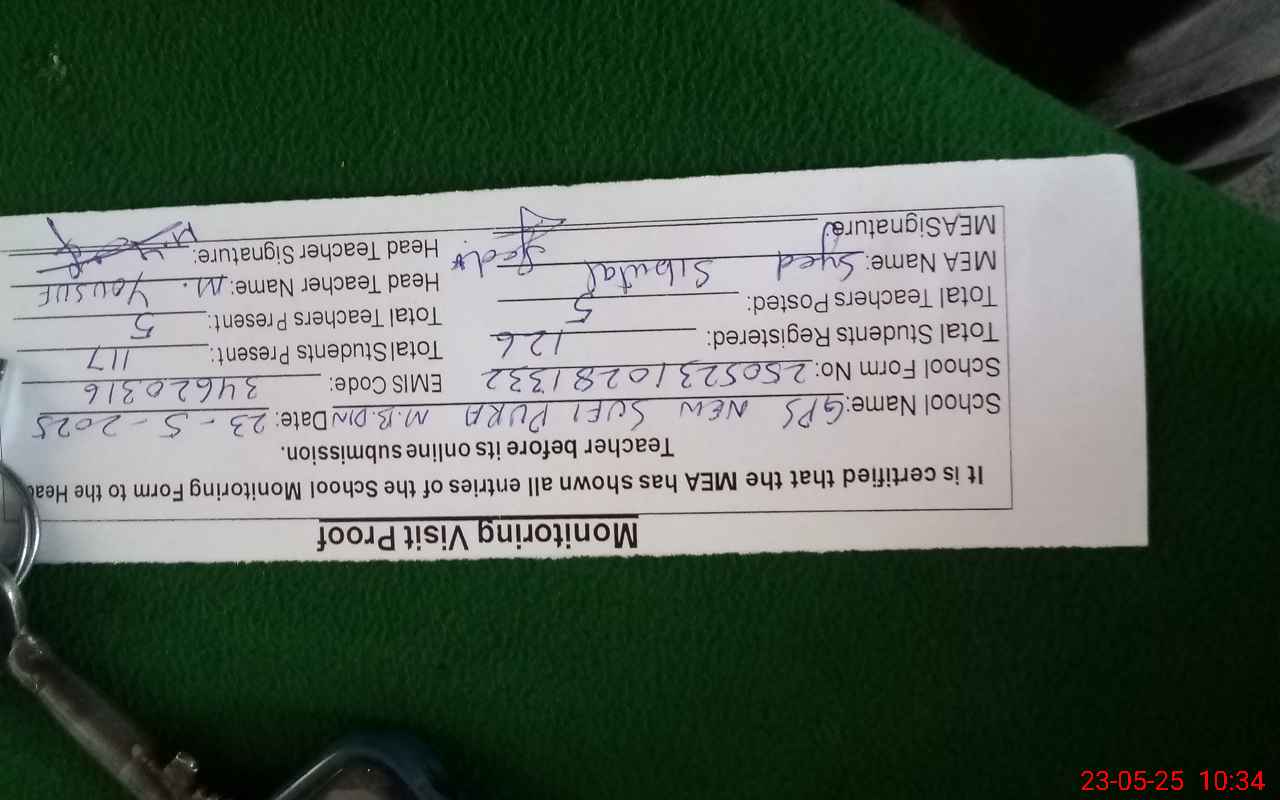 Monitoring Visit Proof
It is certified that the MEA has shown all entries of the School Monitoring Form to the Head
Teacher before its online submission.
School Name: GPS NEW SUFI PURA M.B.DIN Date: 23-5-2025
School Form No: 2505231028 1332 EMIS Code: 34620316
Total Students Registered: 126 Total Students Present: 117
Total Teachers Posted: 5 Total Teachers Present: 5
MEA Name: Syed Sibutal Head Teacher Name: M. YOUSUF
MEASignature: Head Teacher Signature:
23-05-25 10:34